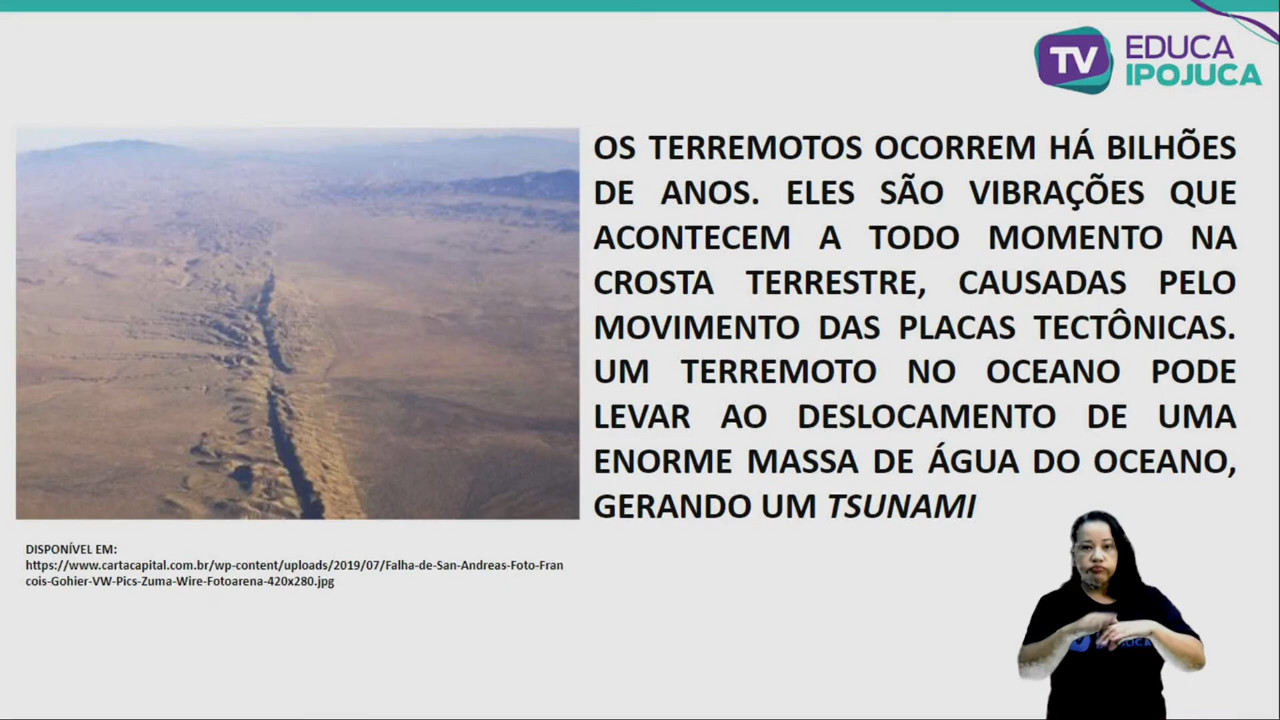 TV EDUCA
IPOJUCA
OS TERREMOTOS OCORREM HÁ BILHÕES
DE ANOS. ELES SÃO VIBRAÇÕES QUE
ACONTECEM A TODO MOMENTO NA
CROSTA TERRESTRE, CAUSADAS PELO
MOVIMENTO DAS PLACAS TECTÔNICAS.
UM TERREMOTO NO OCEANO PODE
LEVAR AO DESLOCAMENTO DE UMA
ENORME MASSA DE ÁGUA DO OCEANO,
GERANDO UM TSUNAMI
DISPONÍVEL EM:
https://www.cartacapital.com.br/wp-content/uploads/2019/07/Falha-de-San-Andreas-Foto-Fran
cois-Gohier-VW-Pics-Zuma-Wire-Fotoarena-420x280.jpg